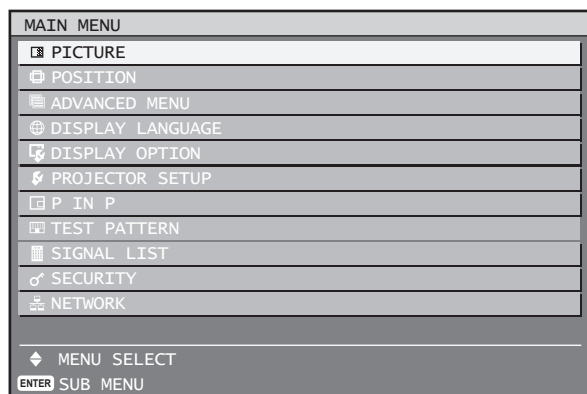 MAIN MENU
PICTURE
POSITION
ADVANCED MENU
DISPLAY LANGUAGE
DISPLAY OPTION
PROJECTOR SETUP
P IN P
TEST PATTERN
SIGNAL LIST
SECURITY
NETWORK
MENU SELECT
ENTER SUB MENU